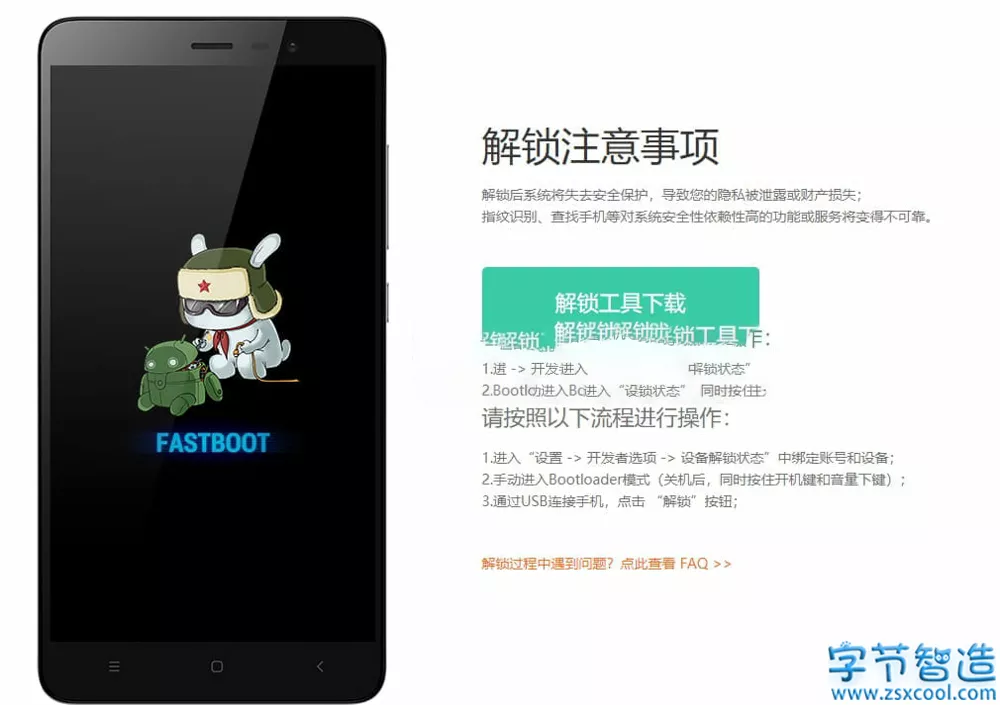 FASTBOOT
解锁注意事项
解锁后系统将失去安全保护，导致您的隐私被泄露或财产损失；
指纹识别、查找手机等对系统安全性依赖性高的功能或服务将变得不可靠。
解锁工具下载
1.进 -> 开发进入 解锁状态”
2.Bootl 进入Bo进入“设锁状态” 同时按住
请按照以下流程进行操作：
1.进入“设置 -> 开发者选项 -> 设备解锁状态”中绑定账号和设备；
2.手动进入Bootloader模式（关机后，同时按住开机键和音量下键）；
3.通过USB连接手机，点击 “解锁”按钮；
解锁过程中遇到问题？点此查看 FAQ >>
字节智造
www.zsxcool.com